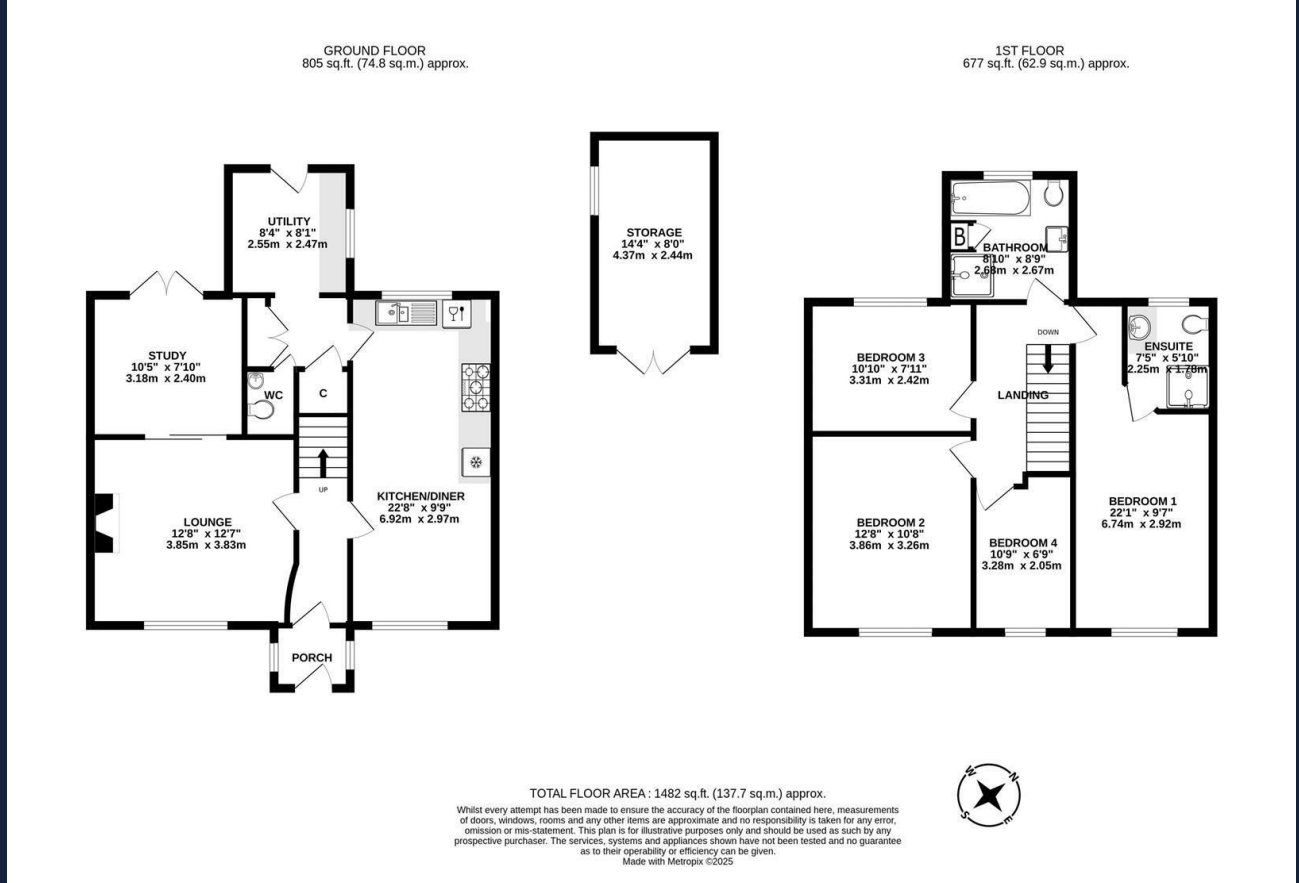 GROUND FLOOR
805 sq.ft. (74.8 sq.m.) approx.
1ST FLOOR
677 sq.ft. (62.9 sq.m.) approx.
UTILITY
8'4" x 8'1"
2.55m x 2.47m
STUDY
10'5" x 7'10"
3.18m x 2.40m
WC
C
UP
LOUNGE
12'8" x 12'7"
3.85m x 3.83m
KITCHEN/DINER
22'8" x 9'9"
6.92m x 2.97m
PORCH
STORAGE
14'4" x 8'0"
4.37m x 2.44m
B
BATHROOM
8'10" x 8'9"
2.68m x 2.67m
DOWN
BEDROOM 3
10'10" x 7'11"
3.31m x 2.42m
ENSUITE
7'5" x 5'10"
2.25m x 1.78m
LANDING
BEDROOM 2
12'8" x 10'8"
3.86m x 3.26m
BEDROOM 4
10'9" x 6'9"
3.28m x 2.05m
BEDROOM 1
22'1" x 9'7"
6.74m x 2.92m
W
N
S
E
TOTAL FLOOR AREA : 1482 sq.ft. (137.7 sq.m.) approx.
Whilst every attempt has been made to ensure the accuracy of the floorplan contained here, measurements
of doors, windows, rooms and any other items are approximate and no responsibility is taken for any error,
omission or mis-statement. This plan is for illustrative purposes only and should be used as such by any
prospective purchaser. The services, systems and appliances shown have not been tested and no guarantee
as to their operability or efficiency can be given.
Made with Metropix ©2025